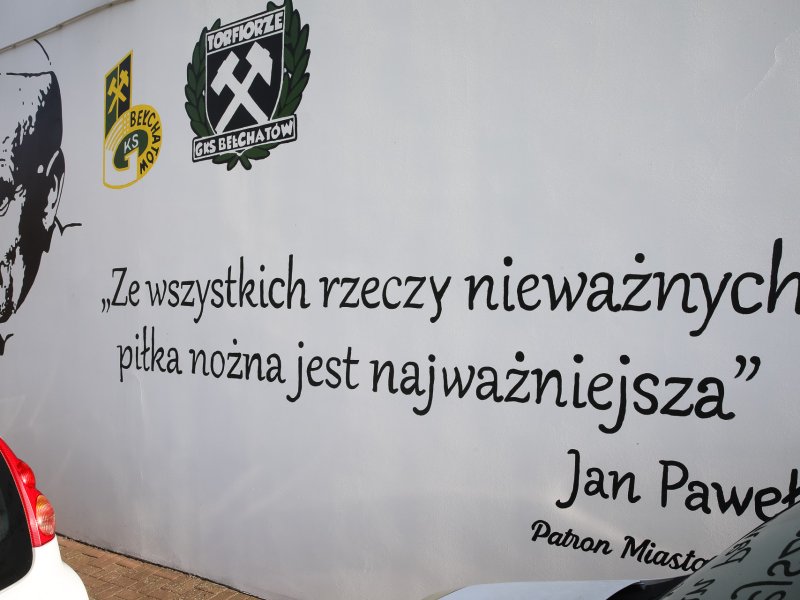 TORFIORZE
GKS BEŁCHATÓW
BEŁCHATÓW
KS
„Ze wszystkich rzeczy nieważnych
piłka nożna jest najważniejsza”
Jan Paweł
Patron Miasta